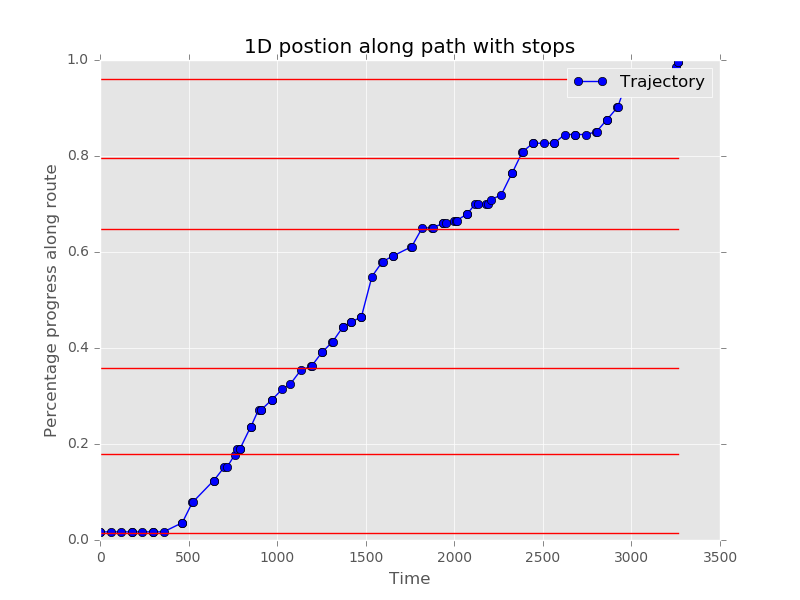 1D postion along path with stops
Trajectory
Percentage progress along route
1.0
0.8
0.6
0.4
0.2
0.0
0 500 1000 1500 2000 2500 3000 3500
Time